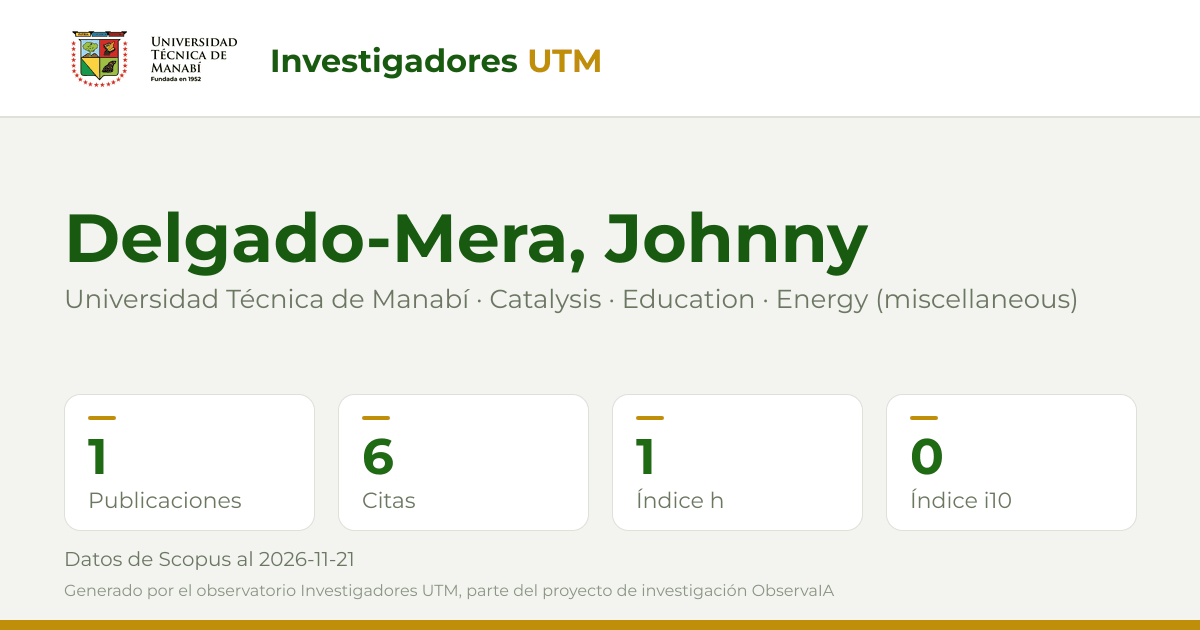 UNIVERSIDAD
TÉCNICA DE
MANABÍ
Fundada en 1952
Investigadores UTM
Delgado-Mera, Johnny
Universidad Técnica de Manabí · Catalysis · Education · Energy (miscellaneous)
1
Publicaciones
6
Citas
1
Índice h
0
Índice i10
Datos de Scopus al 2026-11-21
Generado por el observatorio Investigadores UTM, parte del proyecto de investigación ObservaIA